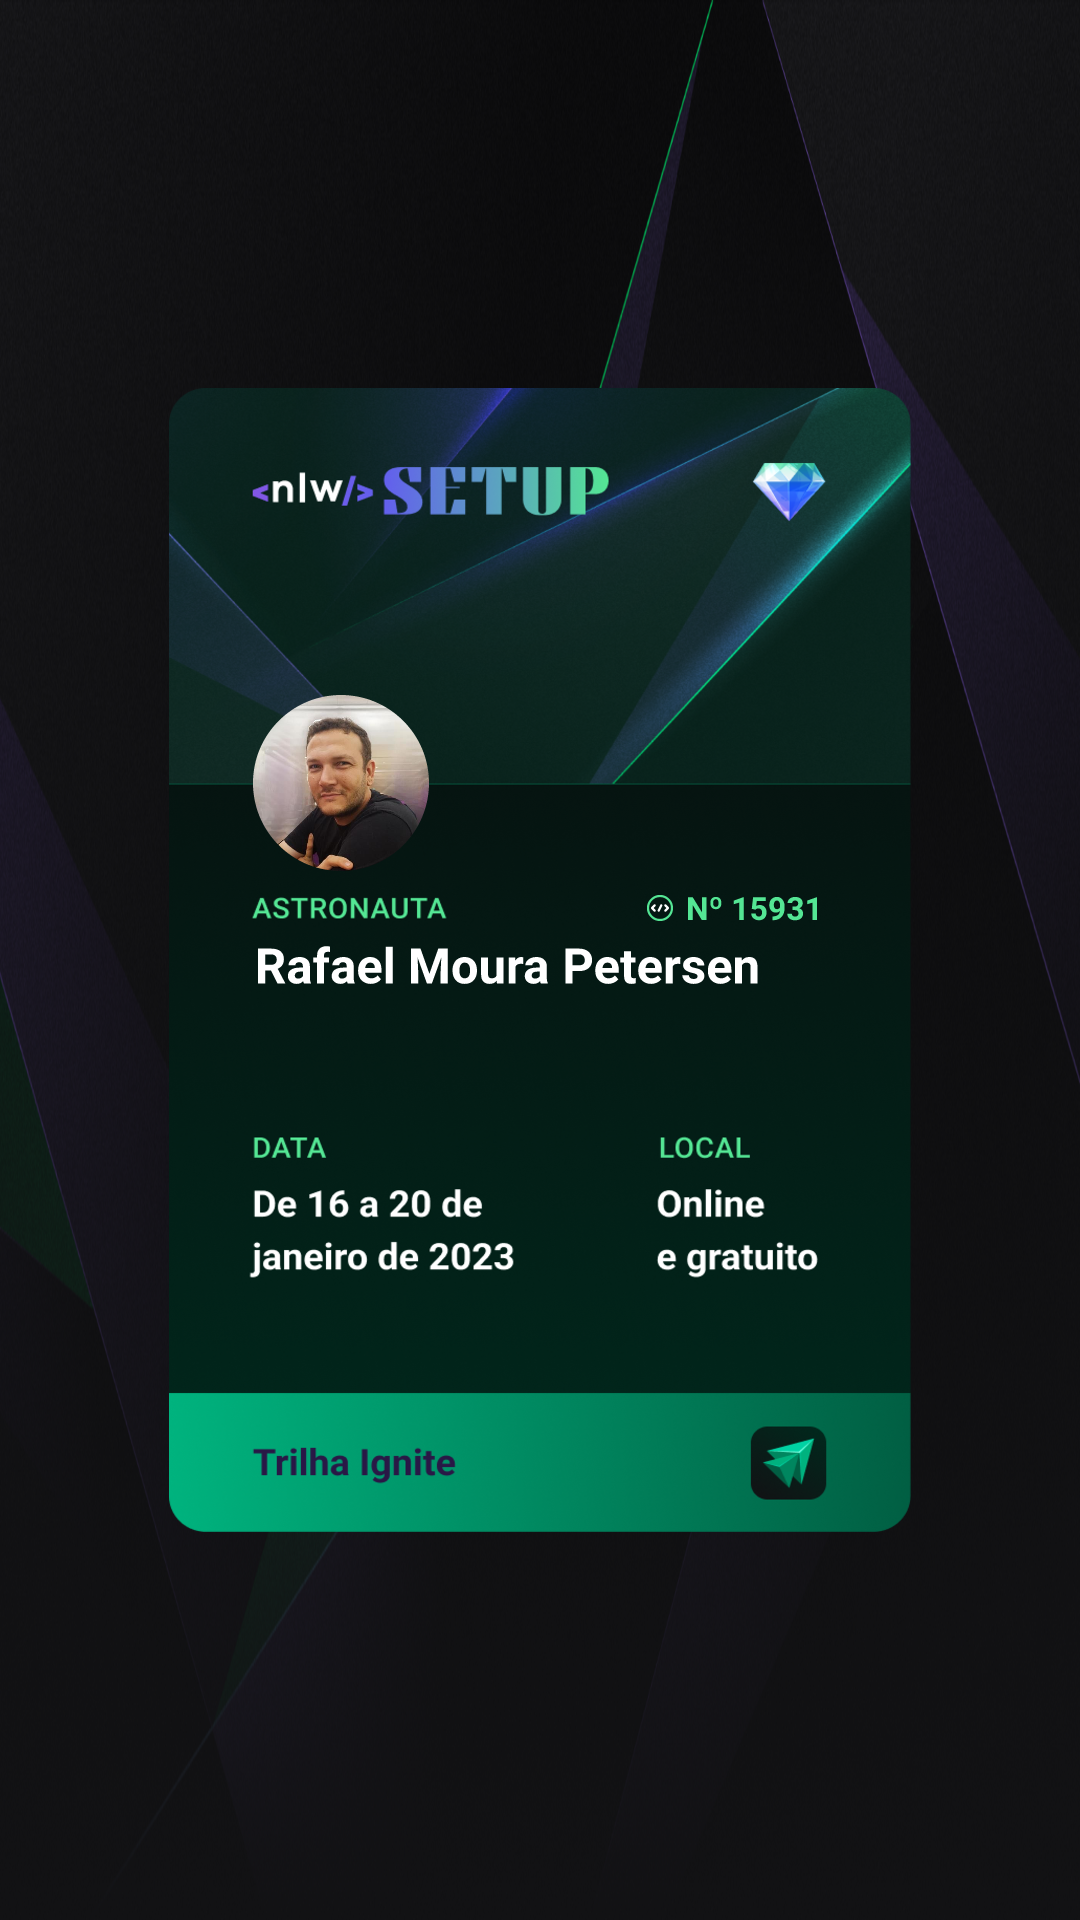 <nlw/> SETUP
ASTRONAUTA
Nº 15931
Rafael Moura Petersen
DATA
De 16 a 20 de
janeiro de 2023
LOCAL
Online
e gratuito
Trilha Ignite